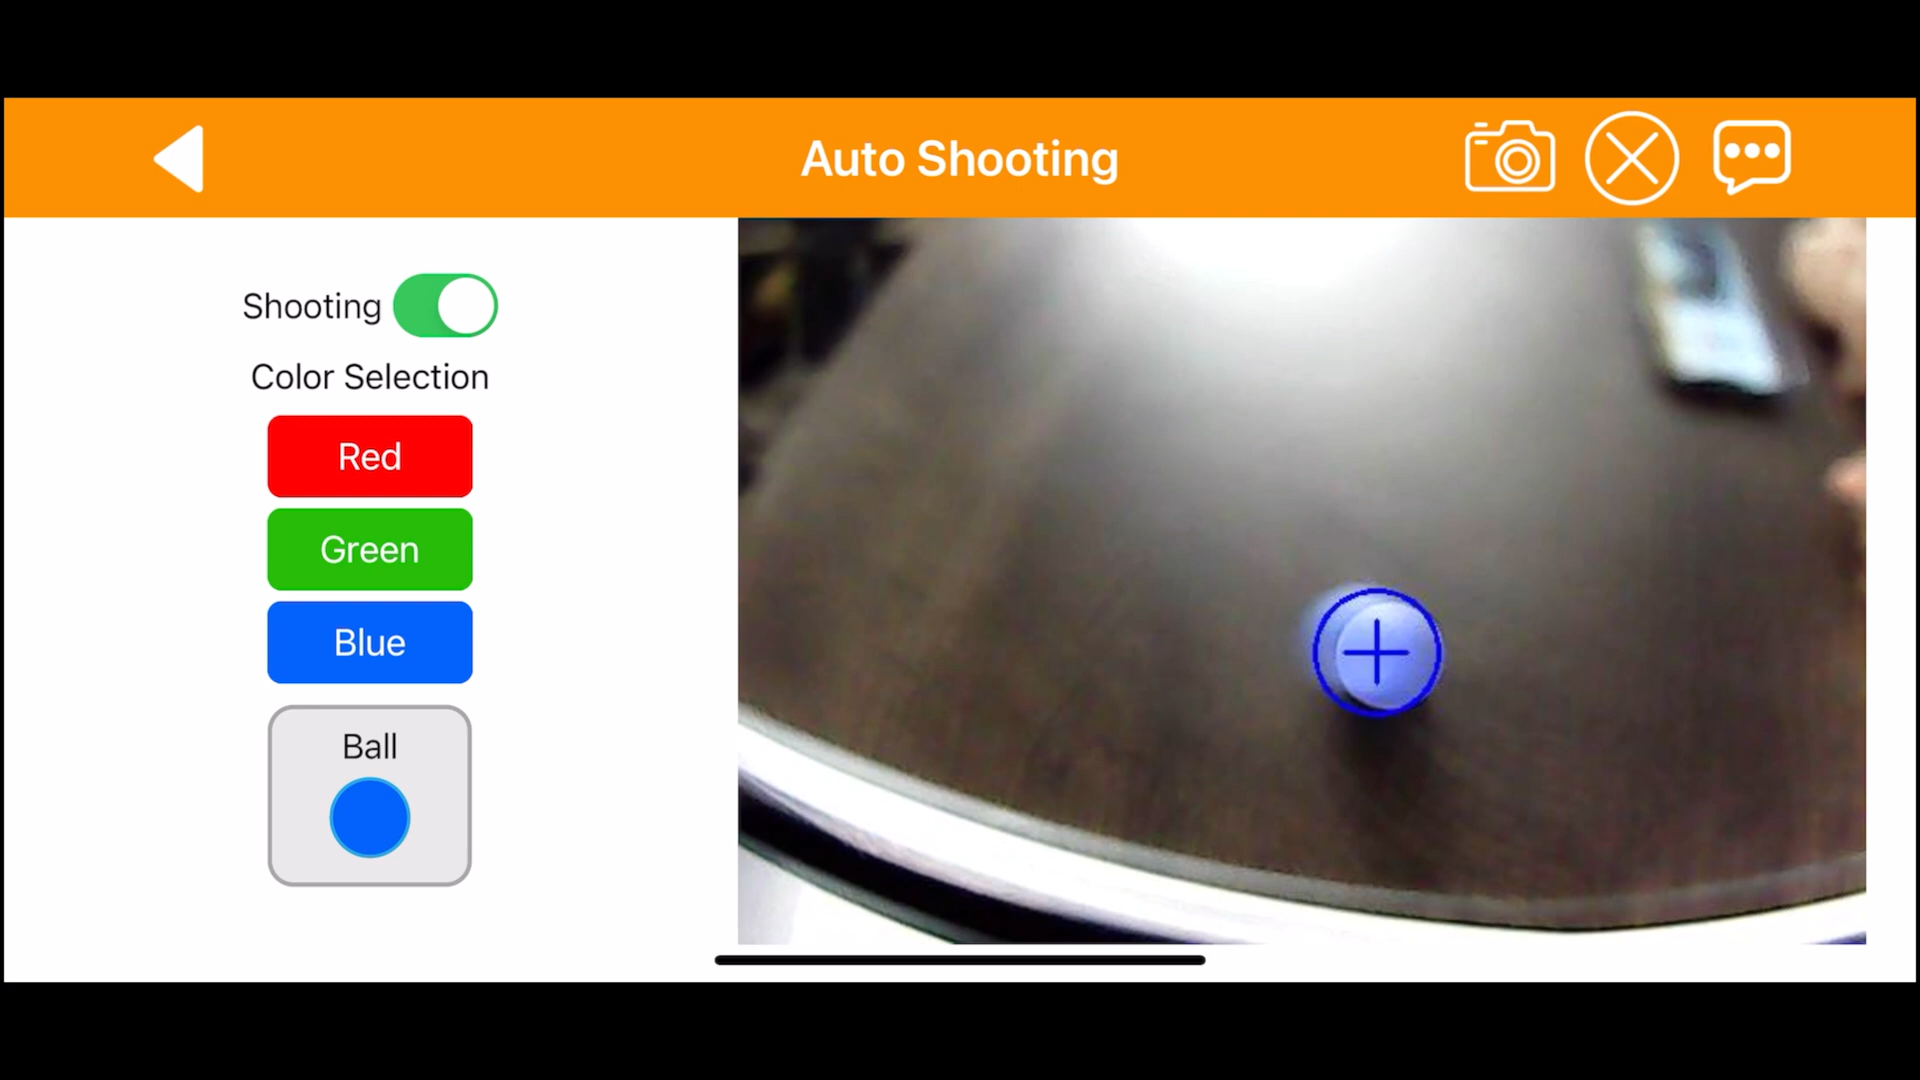 Auto Shooting
Shooting
Color Selection
Red
Green
Blue
Ball